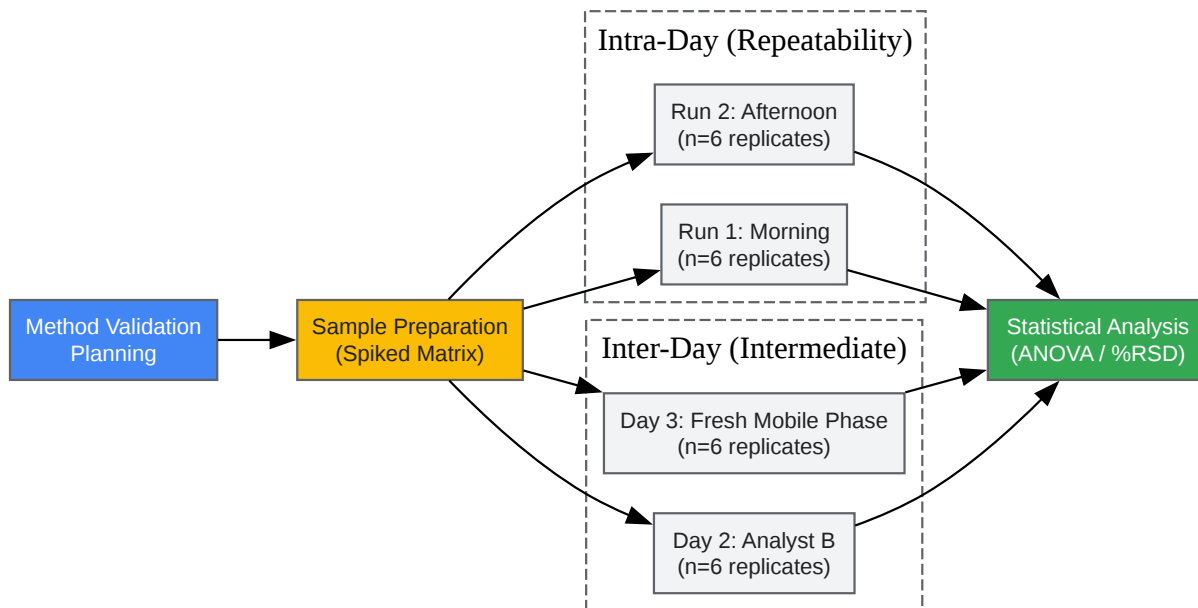 Method Validation
Planning
Sample Preparation
(Spiked Matrix)
Intra-Day (Repeatability)
Run 2: Afternoon
(n=6 replicates)
Run 1: Morning
(n=6 replicates)
Inter-Day (Intermediate)
Day 3: Fresh Mobile Phase
(n=6 replicates)
Day 2: Analyst B
(n=6 replicates)
Statistical Analysis
(ANOVA / %RSD)